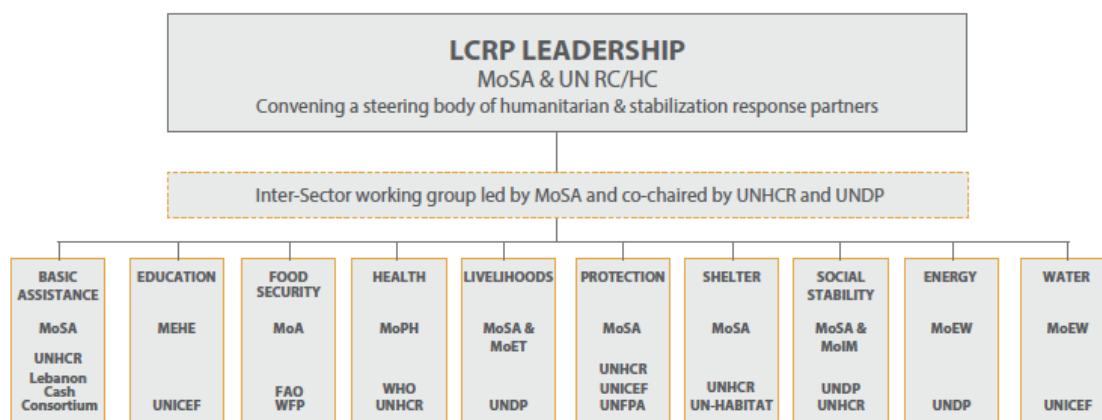 LCRP LEADERSHIP
MoSA & UN RC/HC
Convening a steering body of humanitarian & stabilization response partners
Inter-Sector working group led by MoSA and co-chaired by UNHCR and UNDP
BASIC
ASSISTANCE
MoSA
UNHCR
Lebanon
Cash
Consortium
EDUCATION
MEHE
UNICEF
FOOD
SECURITY
MoA
FAO
WFP
HEALTH
MoPH
WHO
UNHCR
LIVELIHOODS
MoSA &
MoET
UNDP
PROTECTION
MoSA
UNHCR
UNICEF
UNFPA
SHELTER
MoSA
UNHCR
UN-HABITAT
SOCIAL
STABILITY
MoSA &
MoIM
UNDP
UNHCR
ENERGY
MoEW
UNDP
WATER
MoEW
UNICEF